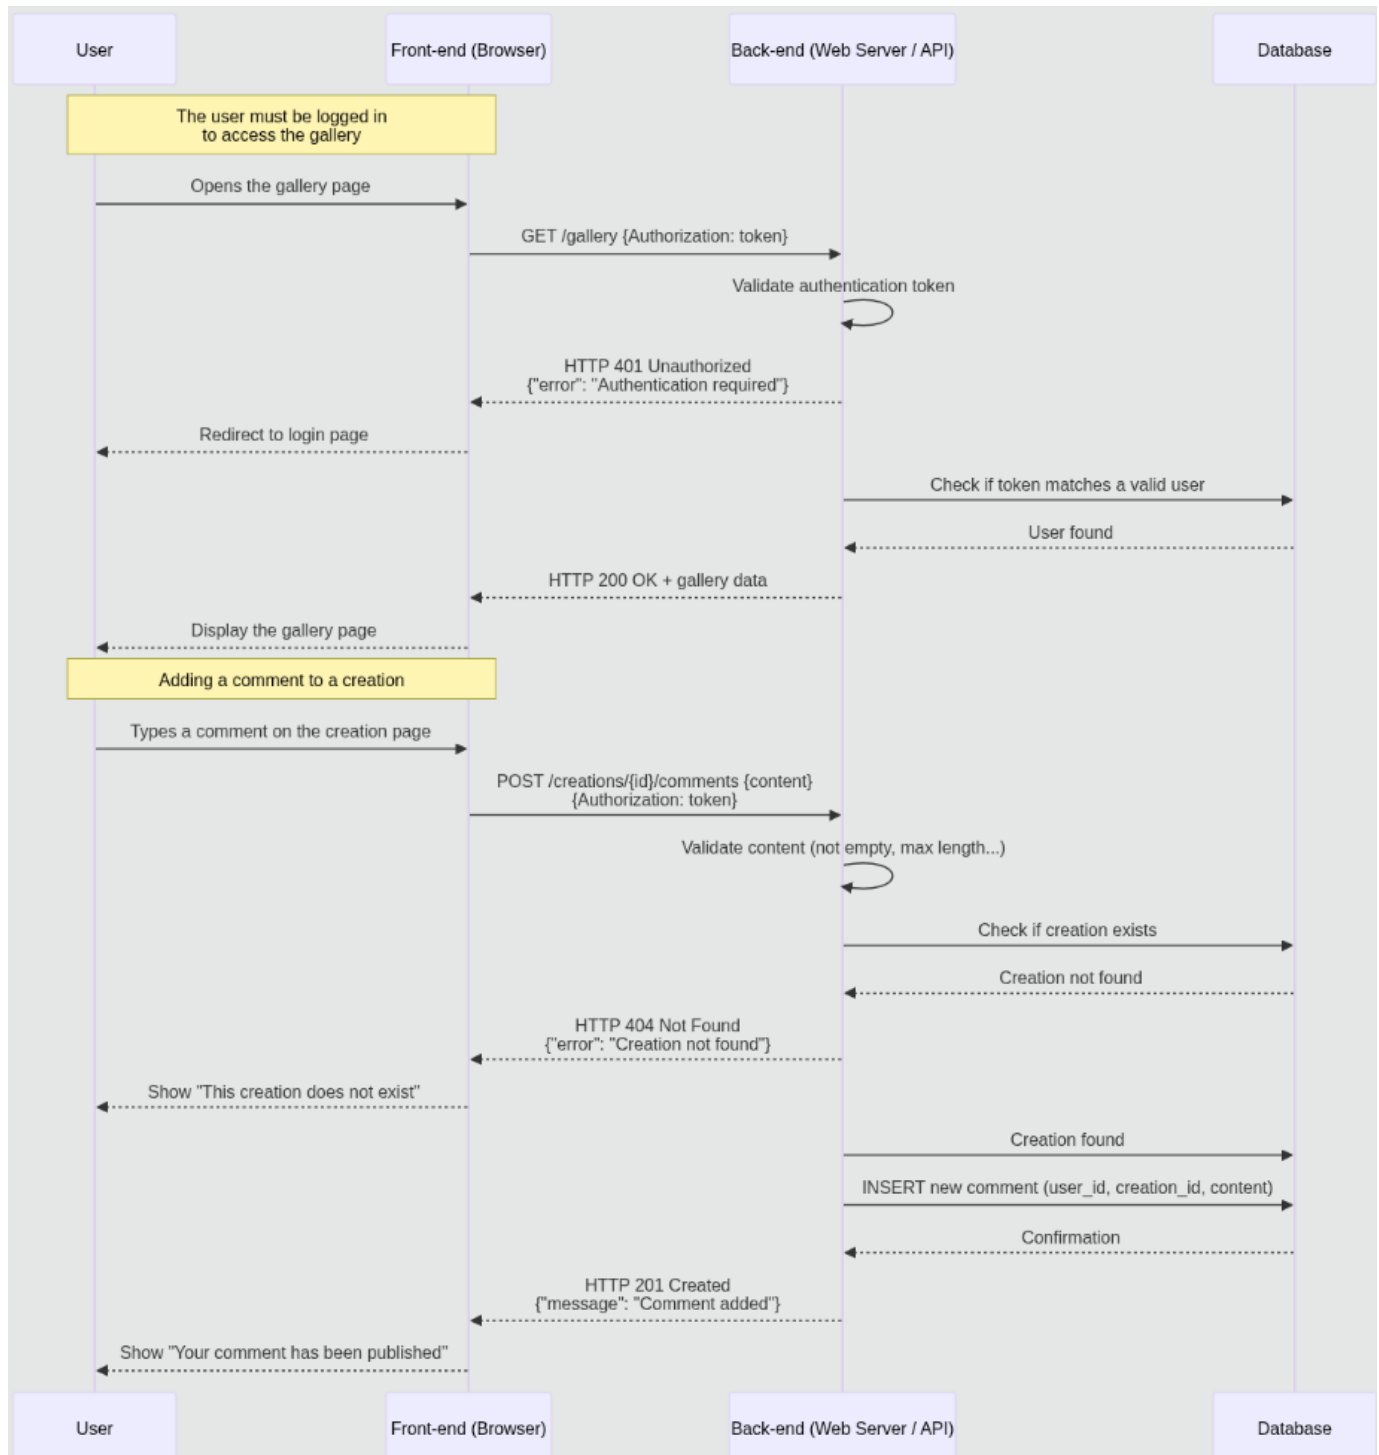 User
Front-end (Browser)
Back-end (Web Server / API)
Database
The user must be logged in
to access the gallery
Opens the gallery page
GET /gallery {Authorization: token}
Validate authentication token
HTTP 401 Unauthorized
{"error": "Authentication required"}
Redirect to login page
Check if token matches a valid user
User found
HTTP 200 OK + gallery data
Display the gallery page
Adding a comment to a creation
Types a comment on the creation page
POST /creations/{id}/comments {content}
{Authorization: token}
Validate content (not empty, max length...)
Check if creation exists
Creation not found
HTTP 404 Not Found
{"error": "Creation not found"}
Show "This creation does not exist"
Creation found
INSERT new comment (user_id, creation_id, content)
Confirmation
HTTP 201 Created
{"message": "Comment added"}
Show "Your comment has been published"
User
Front-end (Browser)
Back-end (Web Server / API)
Database